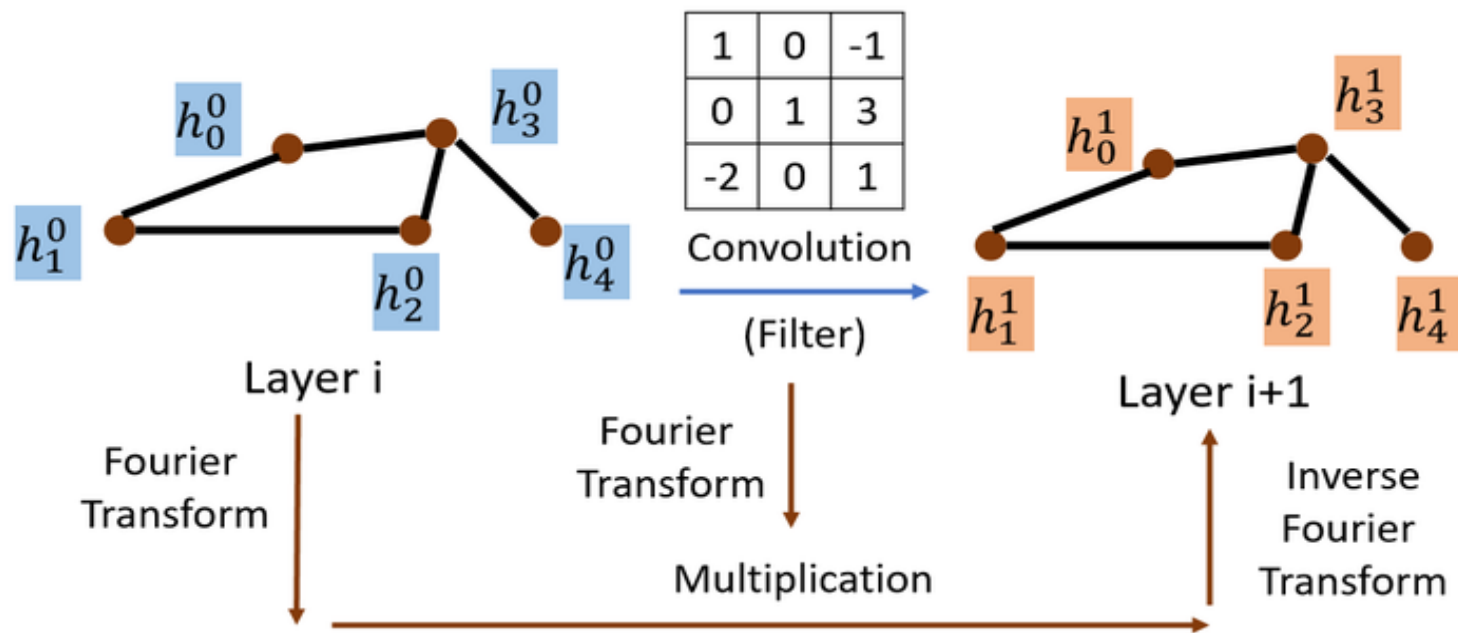 1 0 -1
0 1 3
-2 0 1
h_0^0
h_3^0
h_1^0
h_2^0
h_4^0
Convolution
(Filter)
h_0^1
h_3^1
h_1^1
h_2^1
h_4^1
Layer i
Layer i+1
Fourier
Transform
Fourier
Transform
Inverse
Fourier
Transform
Multiplication